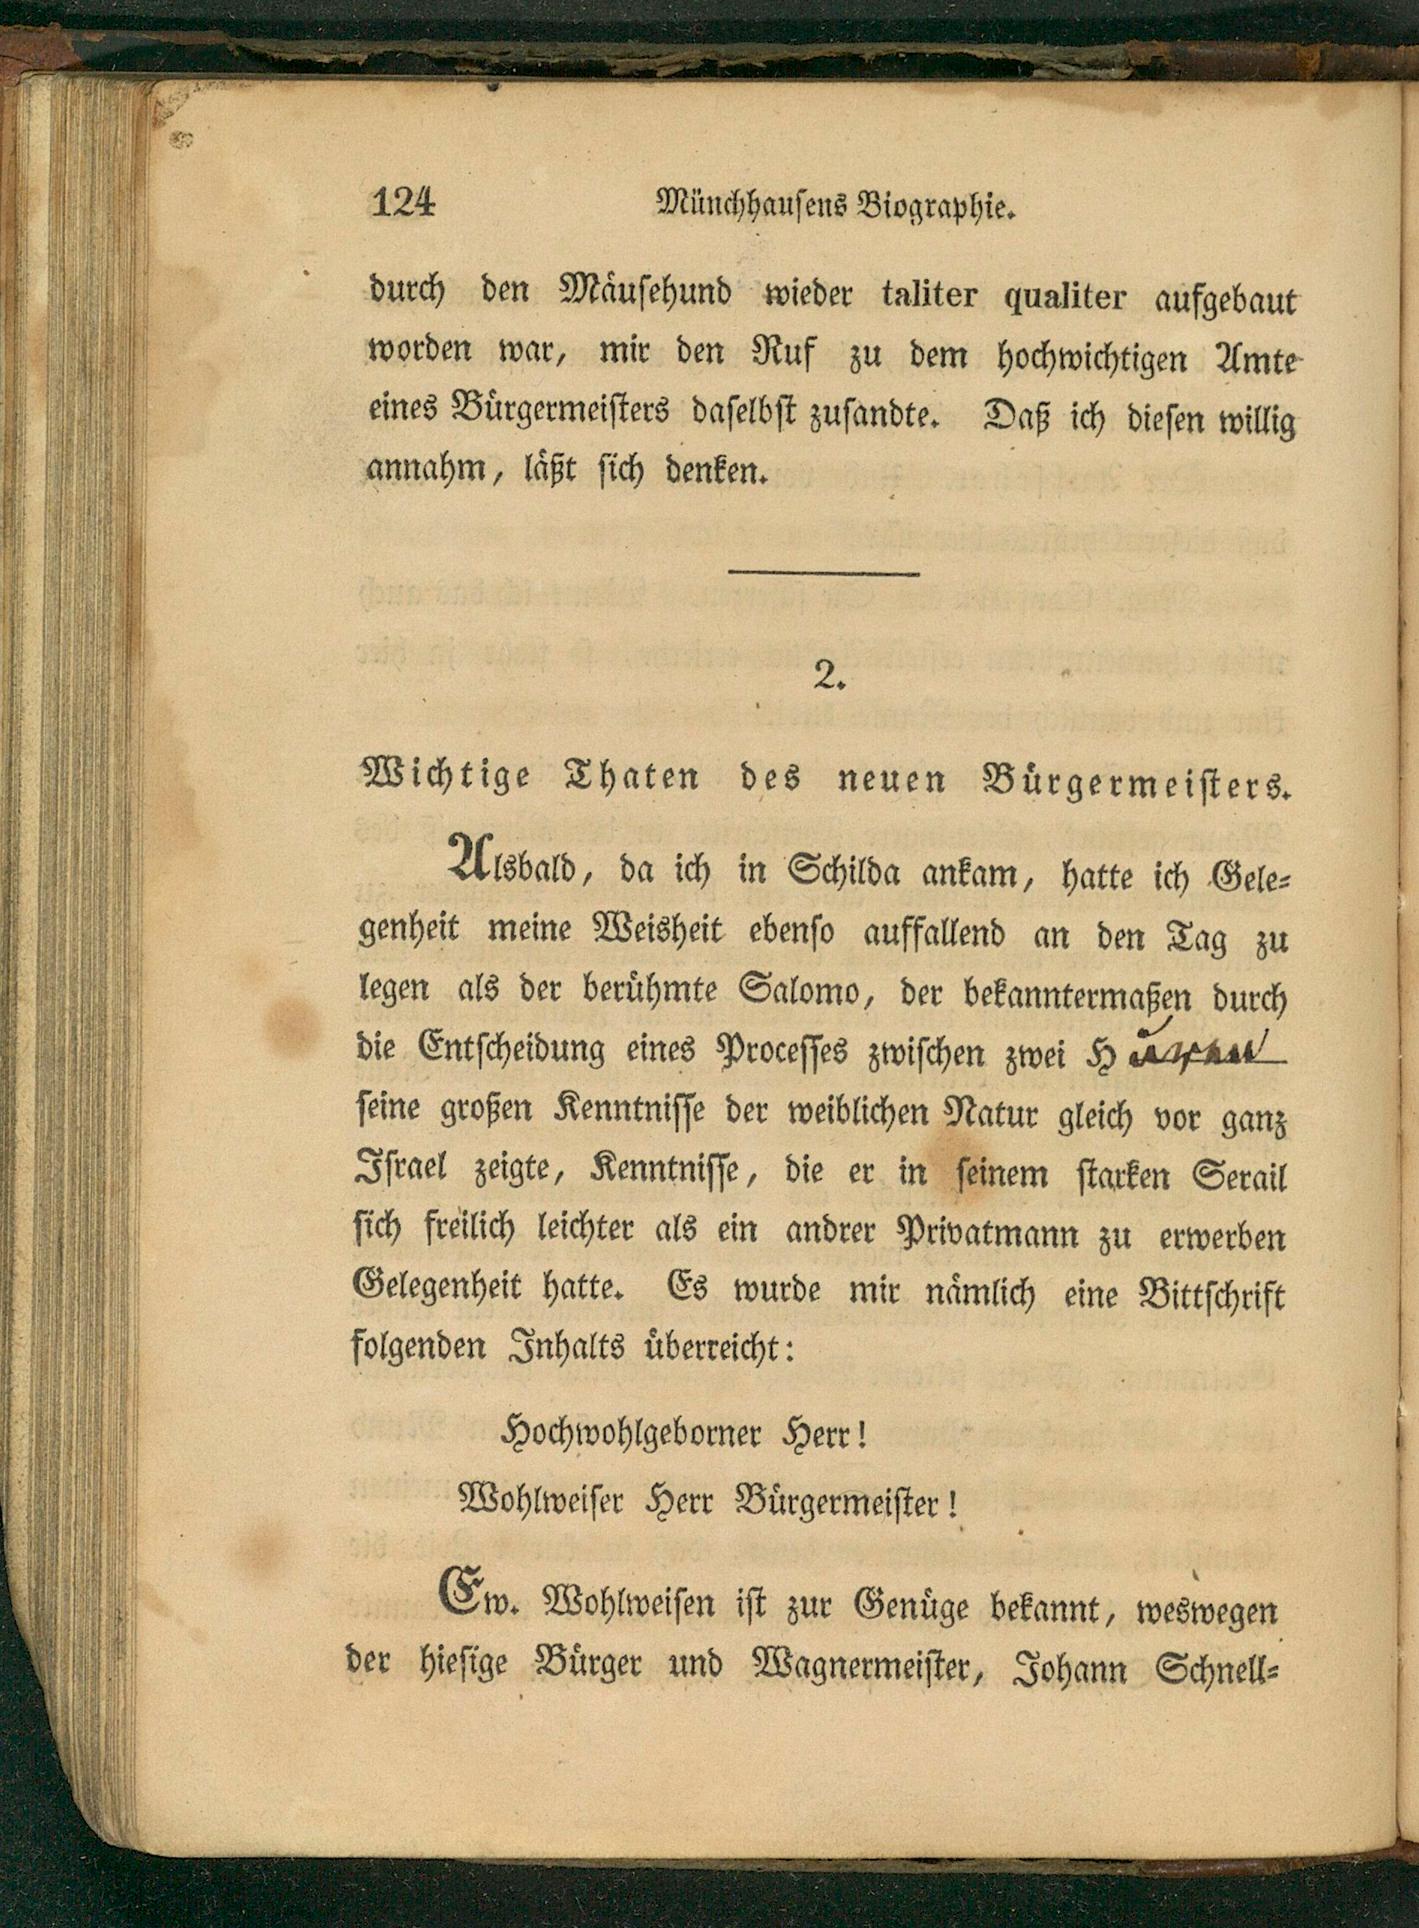 124 Münchhausens Biographie.
durch den Mäusehund wieder taliter qualiter aufgebaut
worden war, mir den Ruf zu dem hochwichtigen Amte
eines Bürgermeisters daselbst zusandte. Daß ich diesen willig
annahm, läßt sich denken.
2.
Wichtige Thaten des neuen Bürgermeisters.
Alsbald, da ich in Schilda ankam, hatte ich Gele-
genheit meine Weisheit ebenso auffallend an den Tag zu
legen als der berühmte Salomo, der bekanntermaßen durch
die Entscheidung eines Processes zwischen zwei H
seine großen Kenntnisse der weiblichen Natur gleich vor ganz
Israel zeigte, Kenntnisse, die er in seinem starken Serail
sich freilich leichter als ein andrer Privatmann zu erwerben
Gelegenheit hatte. Es wurde mir nämlich eine Bittschrift
folgenden Inhalts überreicht:
Hochwohlgeborner Herr!
Wohlweiser Herr Bürgermeister!
Ew. Wohlweisen ist zur Genüge bekannt, weswegen
der hiesige Bürger und Wagnermeister, Johann Schnell-